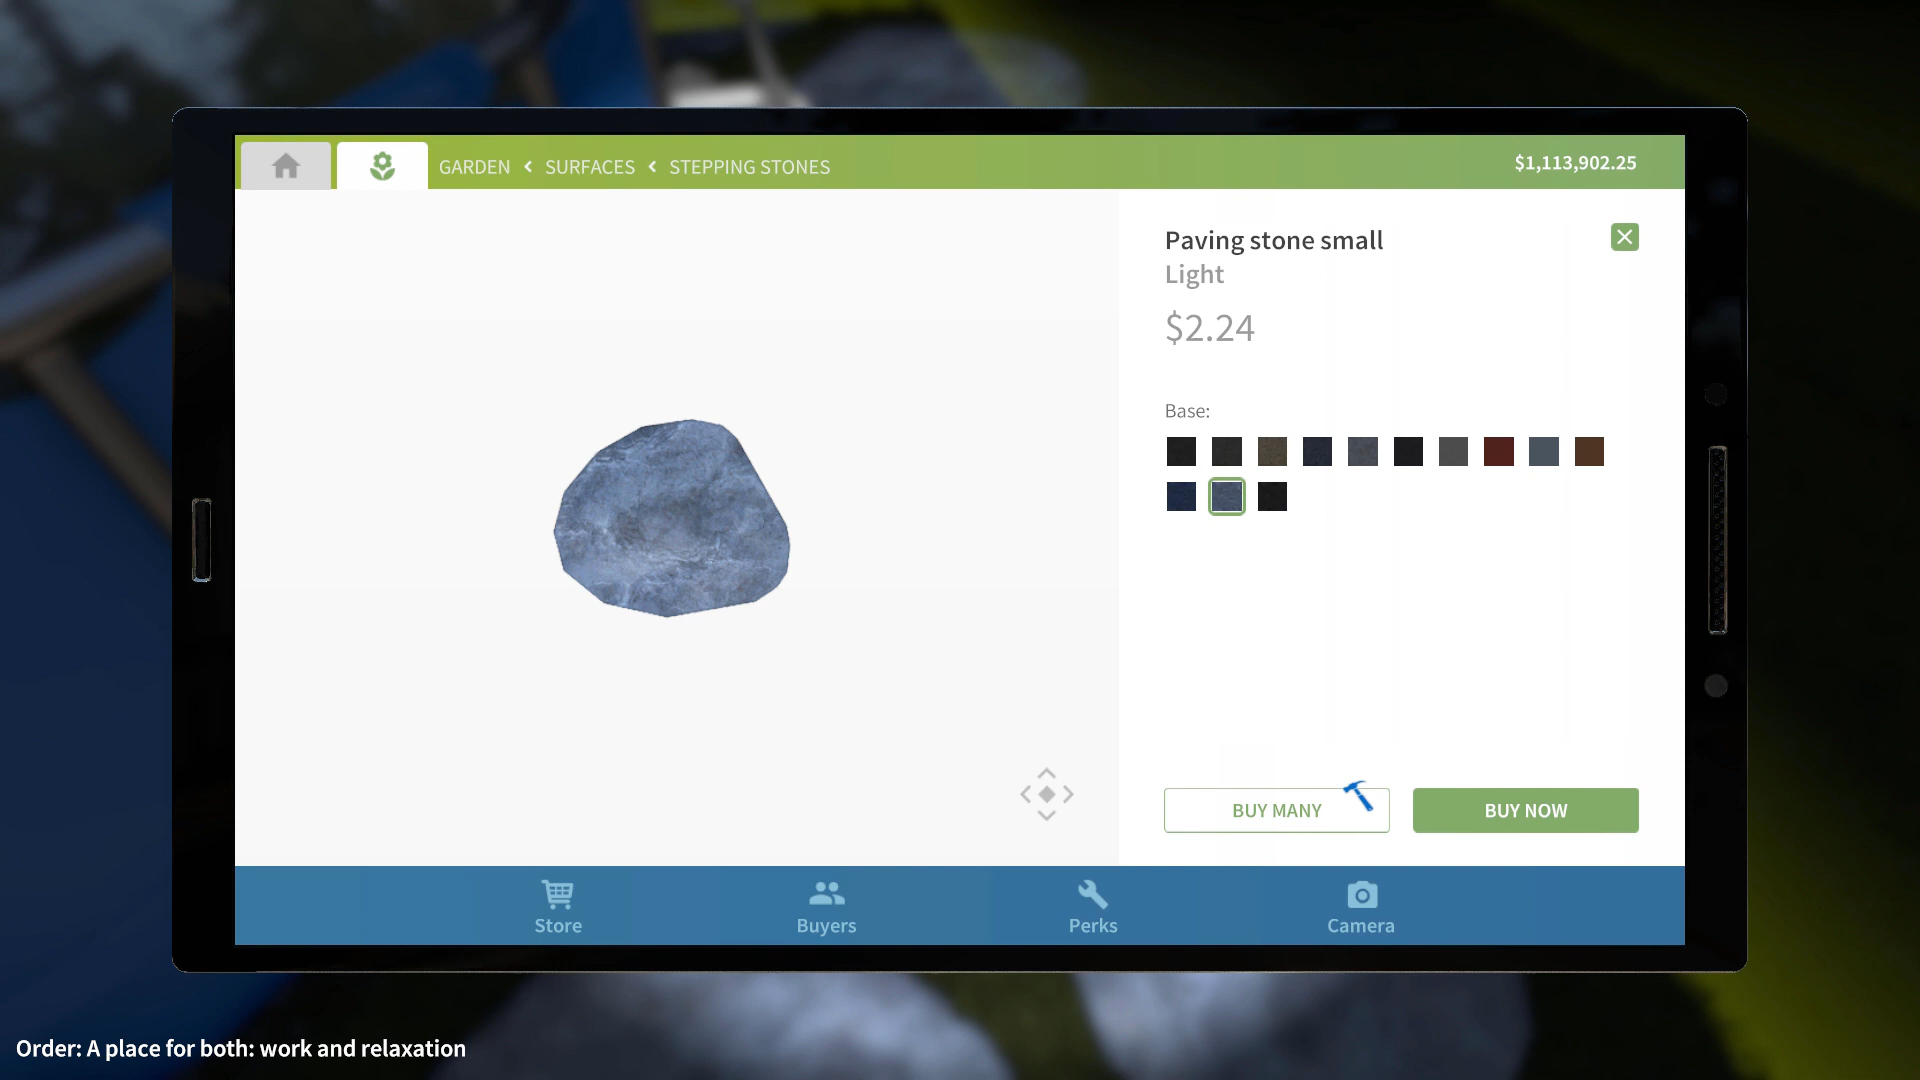 GARDEN < SURFACES < STEPPING STONES
$1,113,902.25
Paving stone small
Light
$2.24
Base:
BUY MANY
BUY NOW
Store
Buyers
Perks
Camera
Order: A place for both: work and relaxation